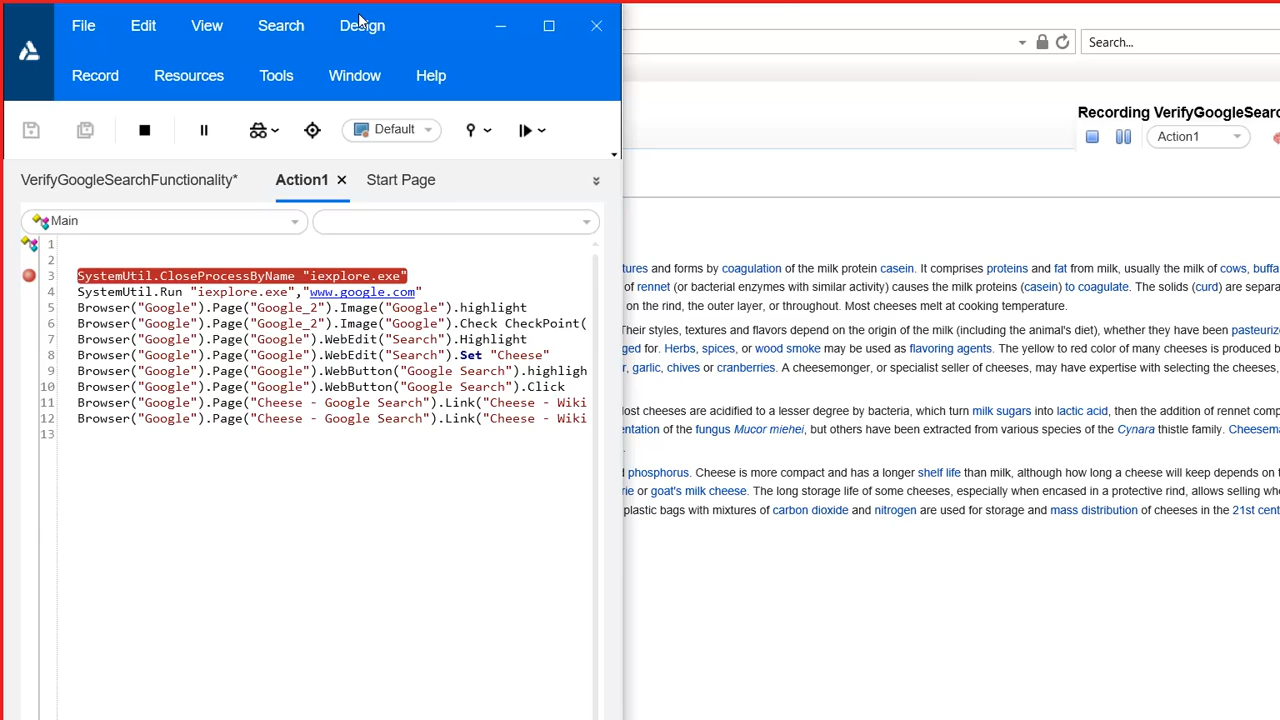 File Edit View Search Design
Record Resources Tools Window Help
Default
VerifyGoogleSearchFunctionality* Action1 Start Page
Main
1
2
3 SystemUtil.CloseProcessByName "iexplore.exe"
4 SystemUtil.Run "iexplore.exe","www.google.com"
5 Browser("Google").Page("Google_2").Image("Google").highlight
6 Browser("Google").Page("Google_2").Image("Google").Check CheckPoint(
7 Browser("Google").Page("Google_2").WebEdit("Search").Highlight
8 Browser("Google").Page("Google_2").WebEdit("Search").Set "Cheese"
9 Browser("Google").Page("Google_2").WebButton("Google Search").highligh
10 Browser("Google").Page("Google_2").WebButton("Google Search").Click
11 Browser("Google").Page("Cheese - Google Search").Link("Cheese - Wiki
12 Browser("Google").Page("Cheese - Google Search").Link("Cheese - Wiki
13
Search...
Recording VerifyGoogleSearc
Action1
tures and forms by coagulation of the milk protein casein. It comprises proteins and fat from milk, usually the milk of cows, buffa
of rennet (or bacterial enzymes with similar activity) causes the milk proteins (casein) to coagulate. The solids (curd) are separa
on the rind, the outer layer, or throughout. Most cheeses melt at cooking temperature.
Their styles, textures and flavors depend on the origin of the milk (including the animal's diet), whether they have been pasteuriz
ged for. Herbs, spices, or wood smoke may be used as flavoring agents. The yellow to red color of many cheeses is produced b
r, garlic, chives or cranberries. A cheesemonger, or specialist seller of cheeses, may have expertise with selecting the cheeses,
ost cheeses are acidified to a lesser degree by bacteria, which turn milk sugars into lactic acid, then the addition of rennet comp
entation of the fungus Mucor miehei, but others have been extracted from various species of the Cynara thistle family. Cheesema
.
d phosphorus. Cheese is more compact and has a longer shelf life than milk, although how long a cheese will keep depends on t
rie or goat's milk cheese. The long storage life of some cheeses, especially when encased in a protective rind, allows selling wh
plastic bags with mixtures of carbon dioxide and nitrogen are used for storage and mass distribution of cheeses in the 21st cent